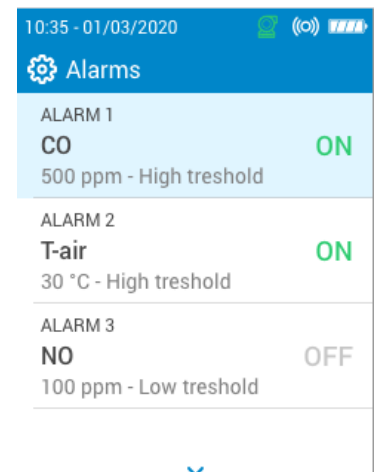 10:35 - 01/03/2020
Alarms
ALARM 1
CO
ON
500 ppm - High treshold
ALARM 2
T-air
ON
30 °C - High treshold
ALARM 3
NO
OFF
100 ppm - Low treshold